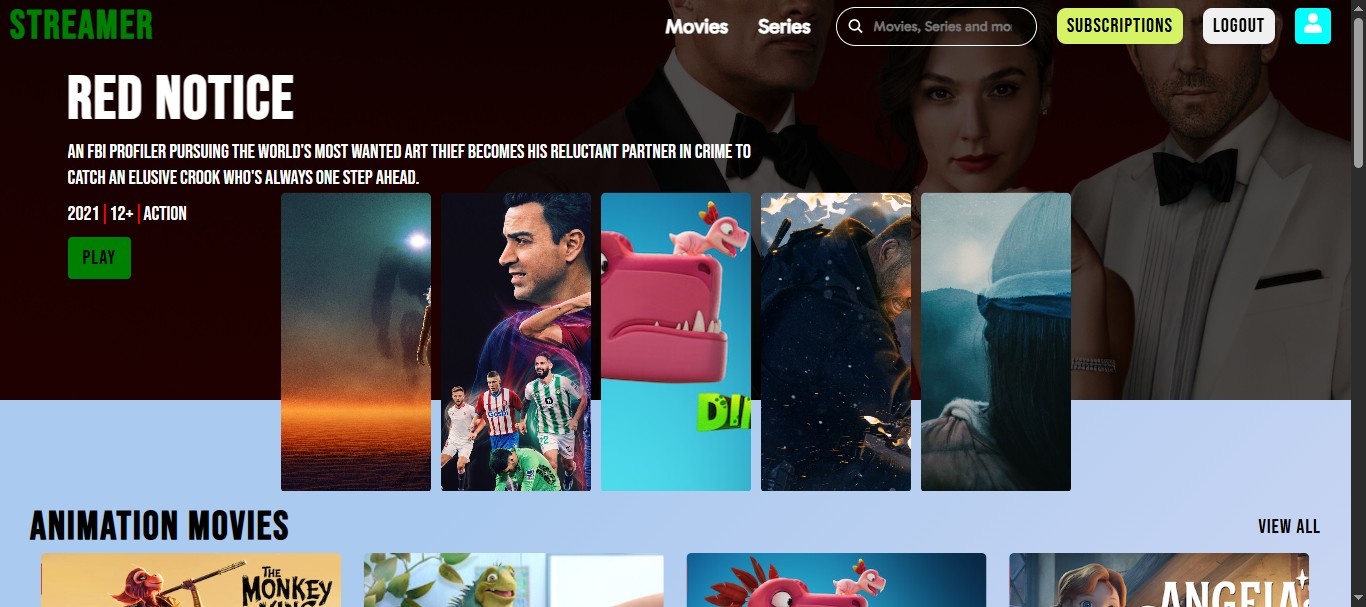 STREAMER
Movies
Series
Movies, Series and mo
SUBSCRIPTIONS
LOGOUT
RED NOTICE
AN FBI PROFILER PURSUING THE WORLD'S MOST WANTED ART THIEF BECOMES HIS RELUCTANT PARTNER IN CRIME TO
CATCH AN ELUSIVE CROOK WHO'S ALWAYS ONE STEP AHEAD.
2021 | 12+ | ACTION
PLAY
DI
ANIMATION MOVIES
VIEW ALL
THE
MONKEY
KING
ANGELA